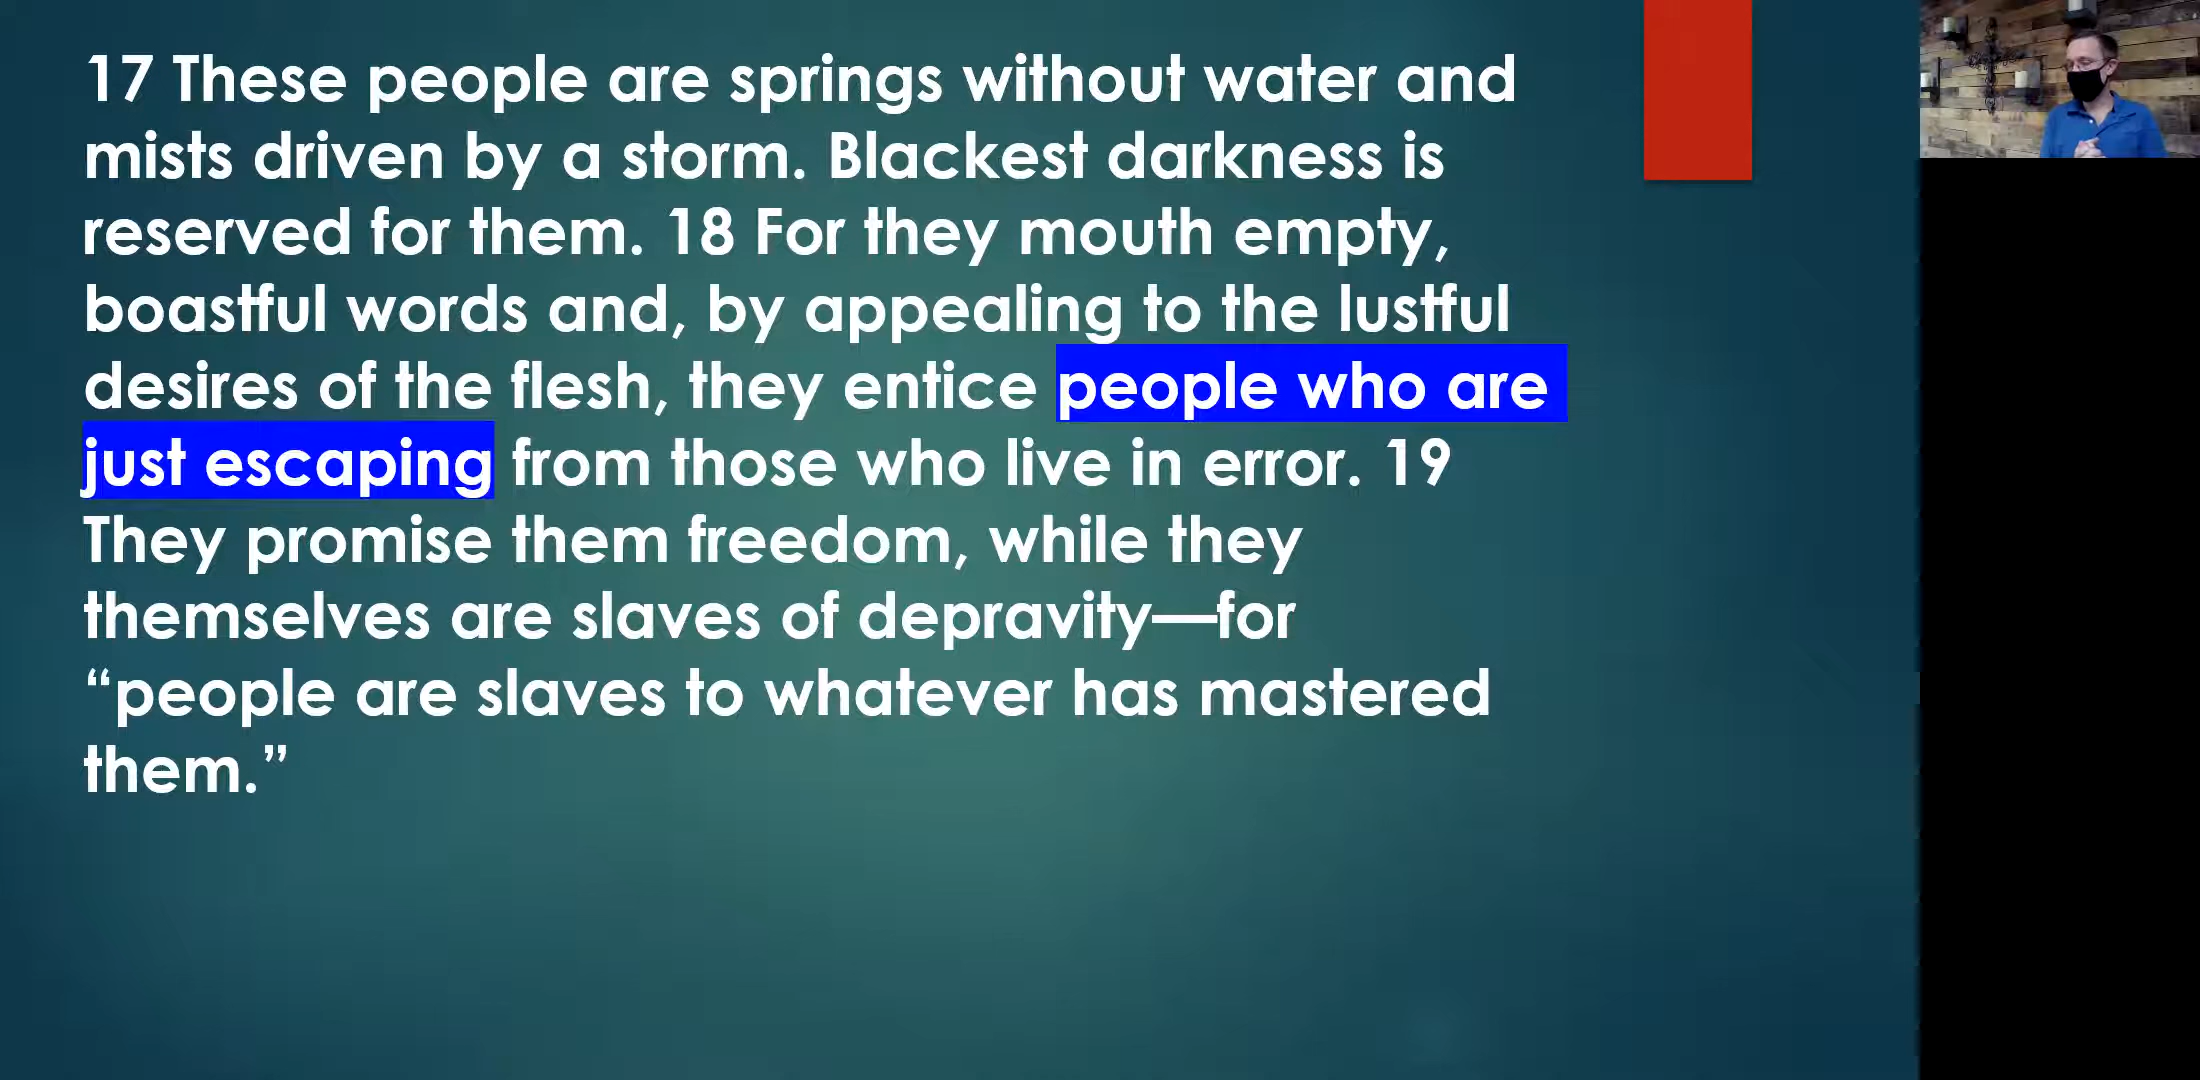 17 These people are springs without water and
mists driven by a storm. Blackest darkness is
reserved for them. 18 For they mouth empty,
boastful words and, by appealing to the lustful
desires of the flesh, they entice people who are
just escaping from those who live in error. 19
They promise them freedom, while they
themselves are slaves of depravity—for
“people are slaves to whatever has mastered
them.”